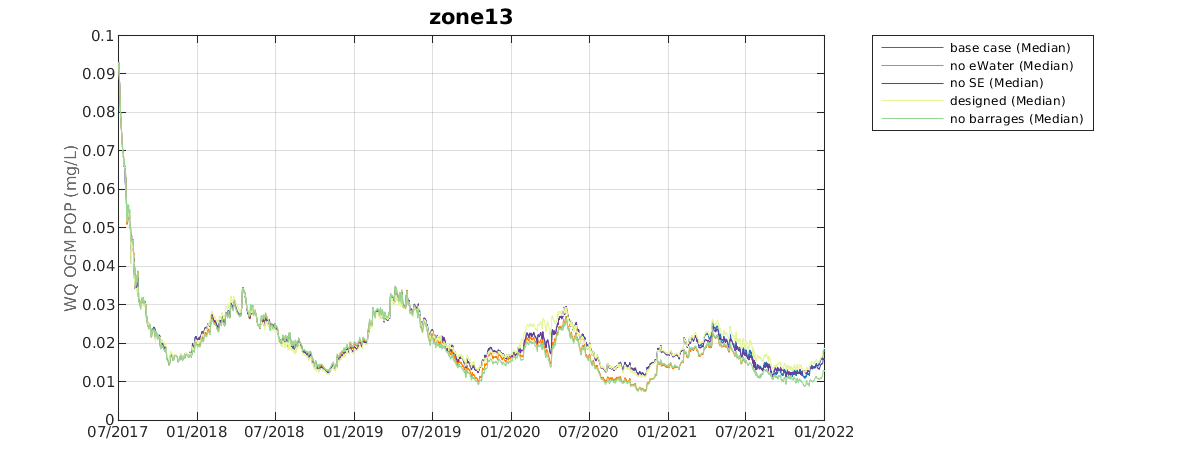 zone13
WQ OGM POP (mg/L)
0.1
0.09
0.08
0.07
0.06
0.05
0.04
0.03
0.02
0.01
0
07/2017 01/2018 07/2018 01/2019 07/2019 01/2020 07/2020 01/2021 07/2021 01/2022
base case (Median)
no eWater (Median)
no SE (Median)
designed (Median)
no barrages (Median)